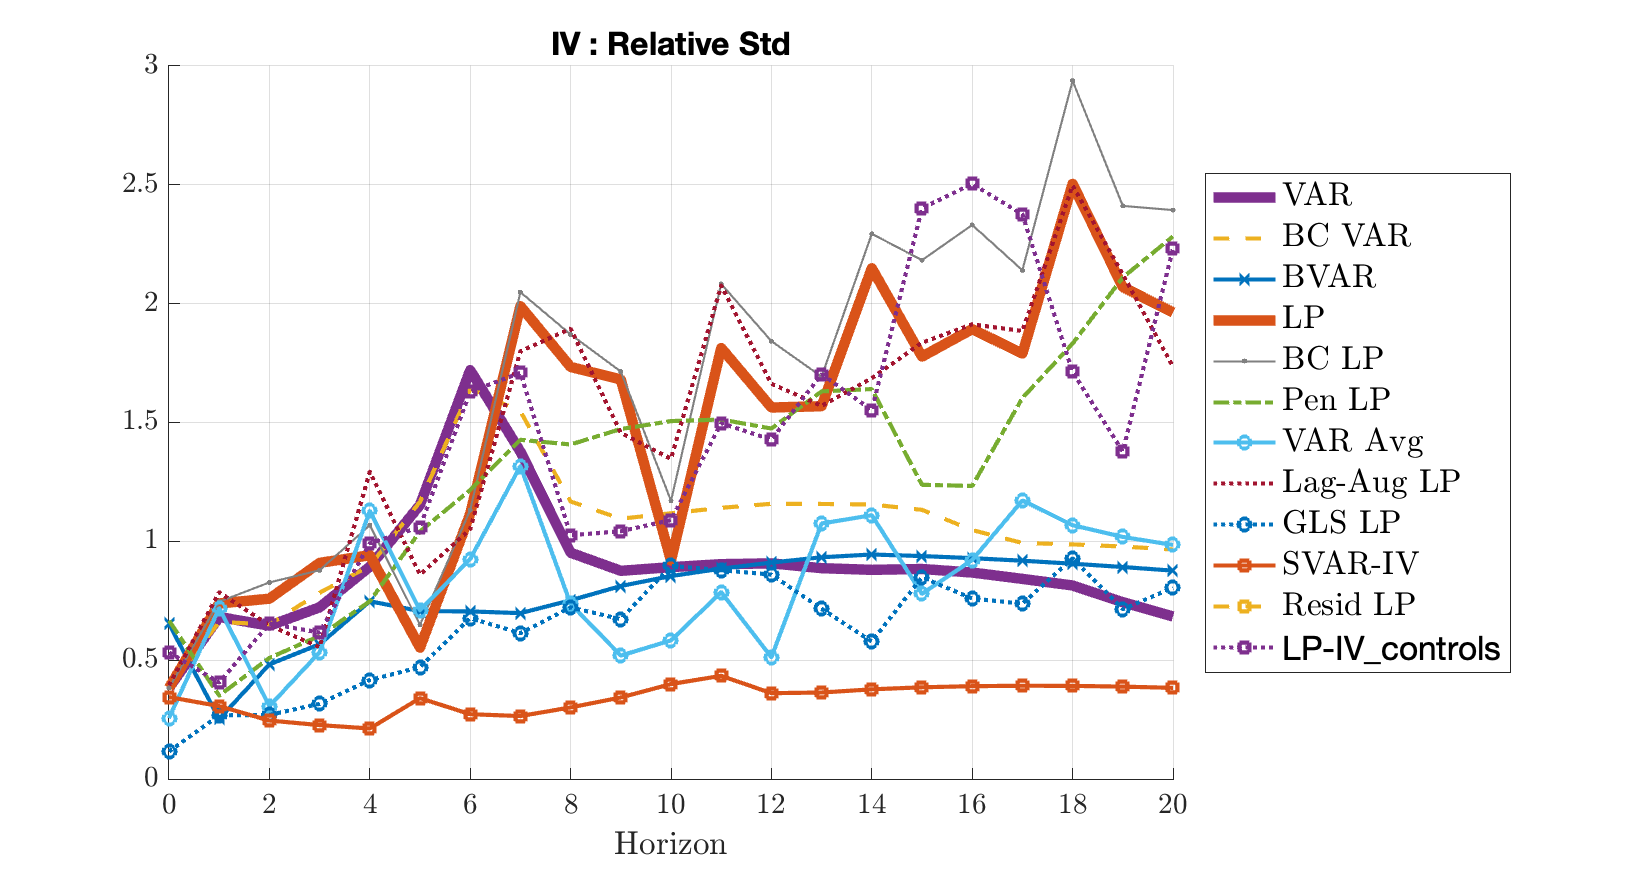 IV : Relative Std
3
2.5
2
1.5
1
0.5
0
0 2 4 6 8 10 12 14 16 18 20
Horizon
VAR
BC VAR
BVAR
LP
BC LP
Pen LP
VAR Avg
Lag-Aug LP
GLS LP
SVAR-IV
Resid LP
LP-IV_controls